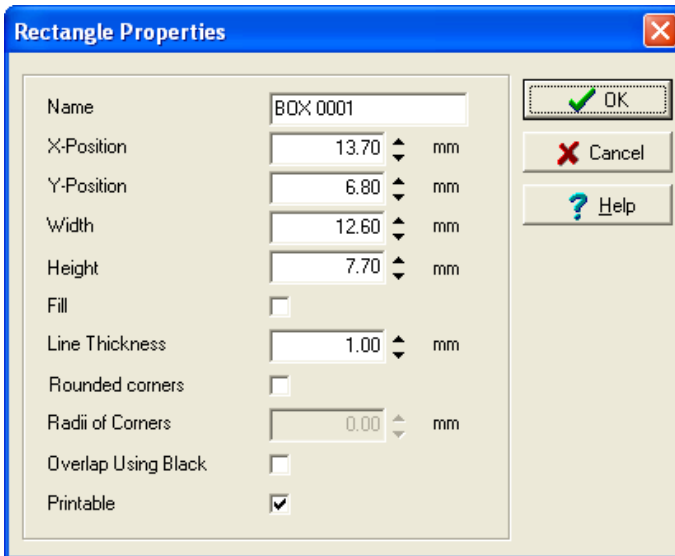 Rectangle Properties
Name BOX 0001
X-Position 13.70 mm
Y-Position 6.80 mm
Width 12.60 mm
Height 7.70 mm
Fill
Line Thickness 1.00 mm
Rounded corners
Radii of Corners 0.00 mm
Overlap Using Black
Printable
OK
Cancel
Help